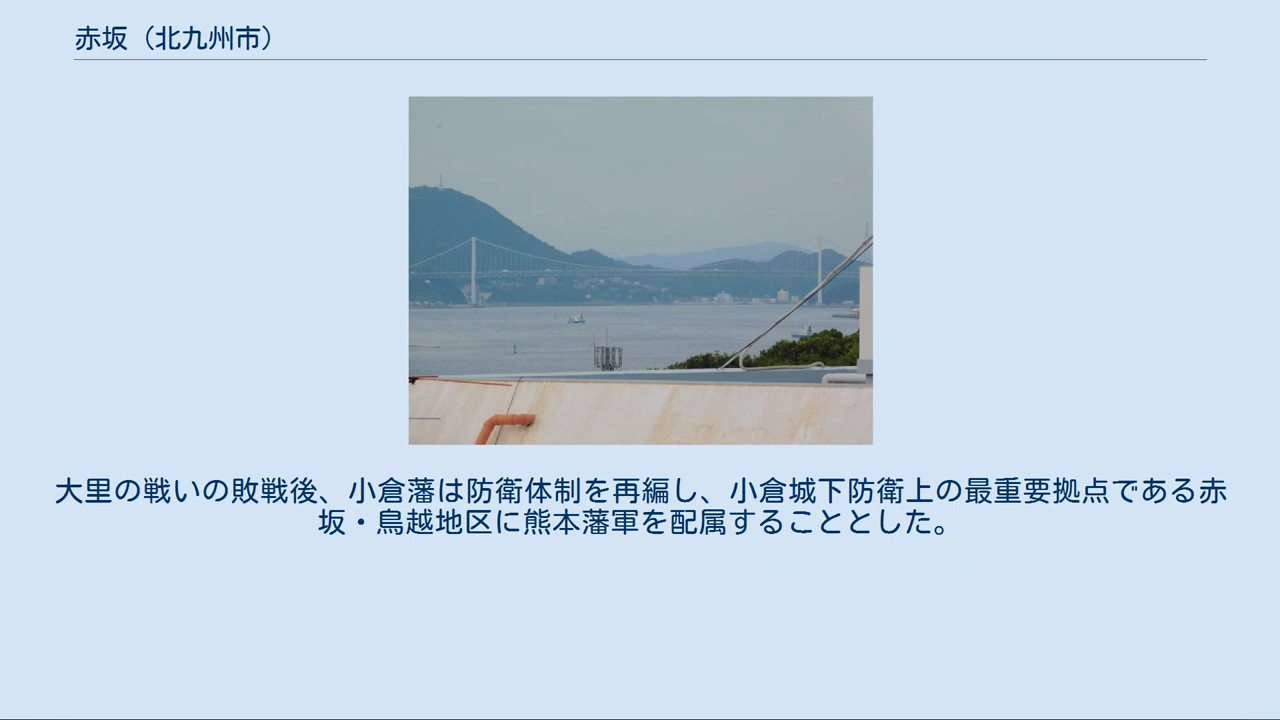 赤坂（北九州市）
大里の戦いの敗戦後、小倉藩は防衛体制を再編し、小倉城下防衛上の最重要拠点である赤
坂・鳥越地区に熊本藩軍を配属することとした。